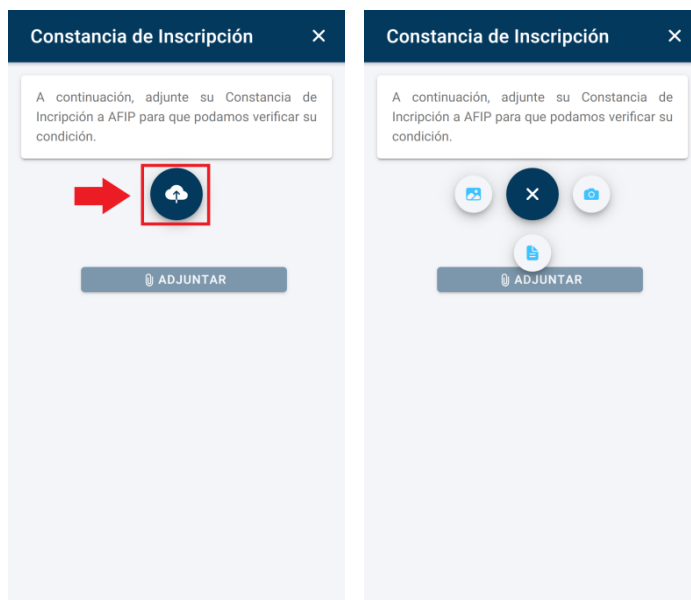 Constancia de Inscripción
A continuación, adjunte su Constancia de
Incripción a AFIP para que podamos verificar su
condición.
ADJUNTAR
Constancia de Inscripción
A continuación, adjunte su Constancia de
Incripción a AFIP para que podamos verificar su
condición.
ADJUNTAR